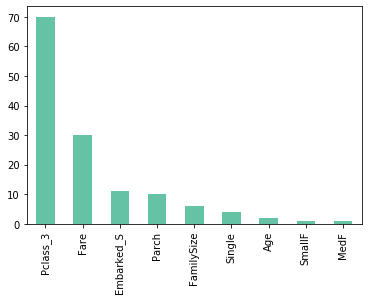 70
60
50
40
30
20
10
0
Pclass_3
Fare
Embarked_S
Parch
FamilySize
Single
Age
SmallF
MedF